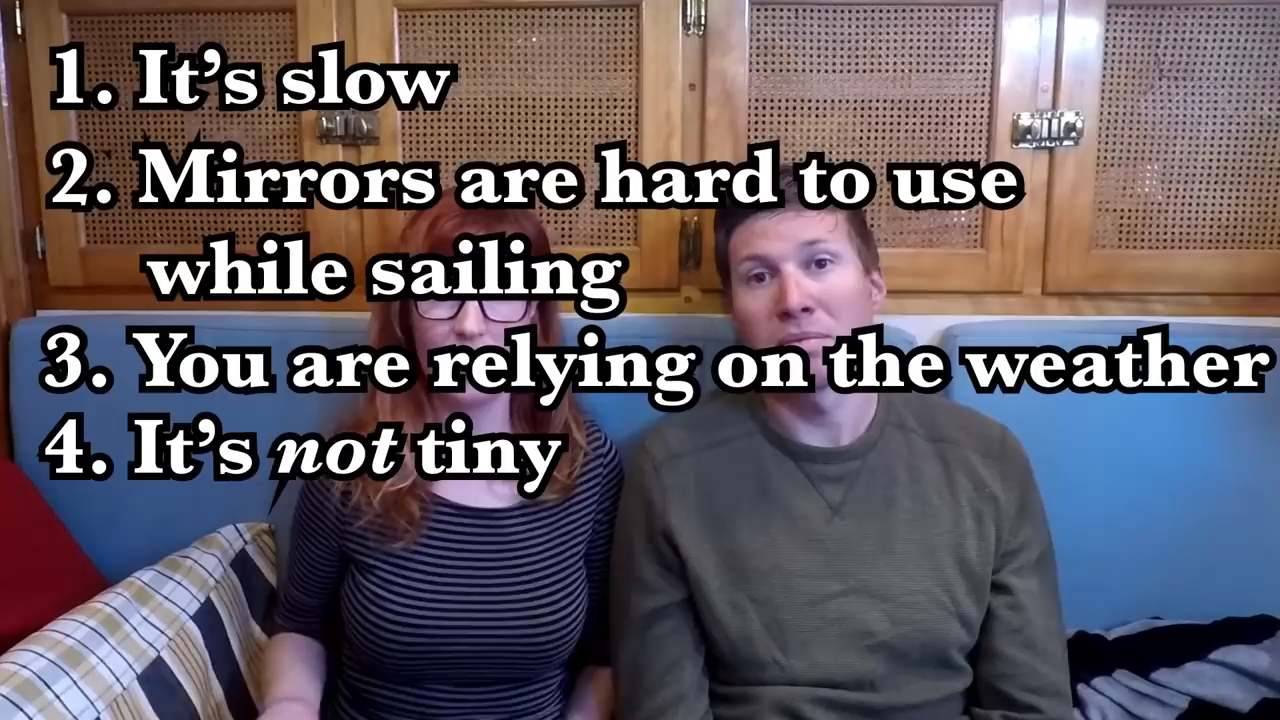 1. It’s slow
2. Mirrors are hard to use
while sailing
3. You are relying on the weather
4. It’s not tiny